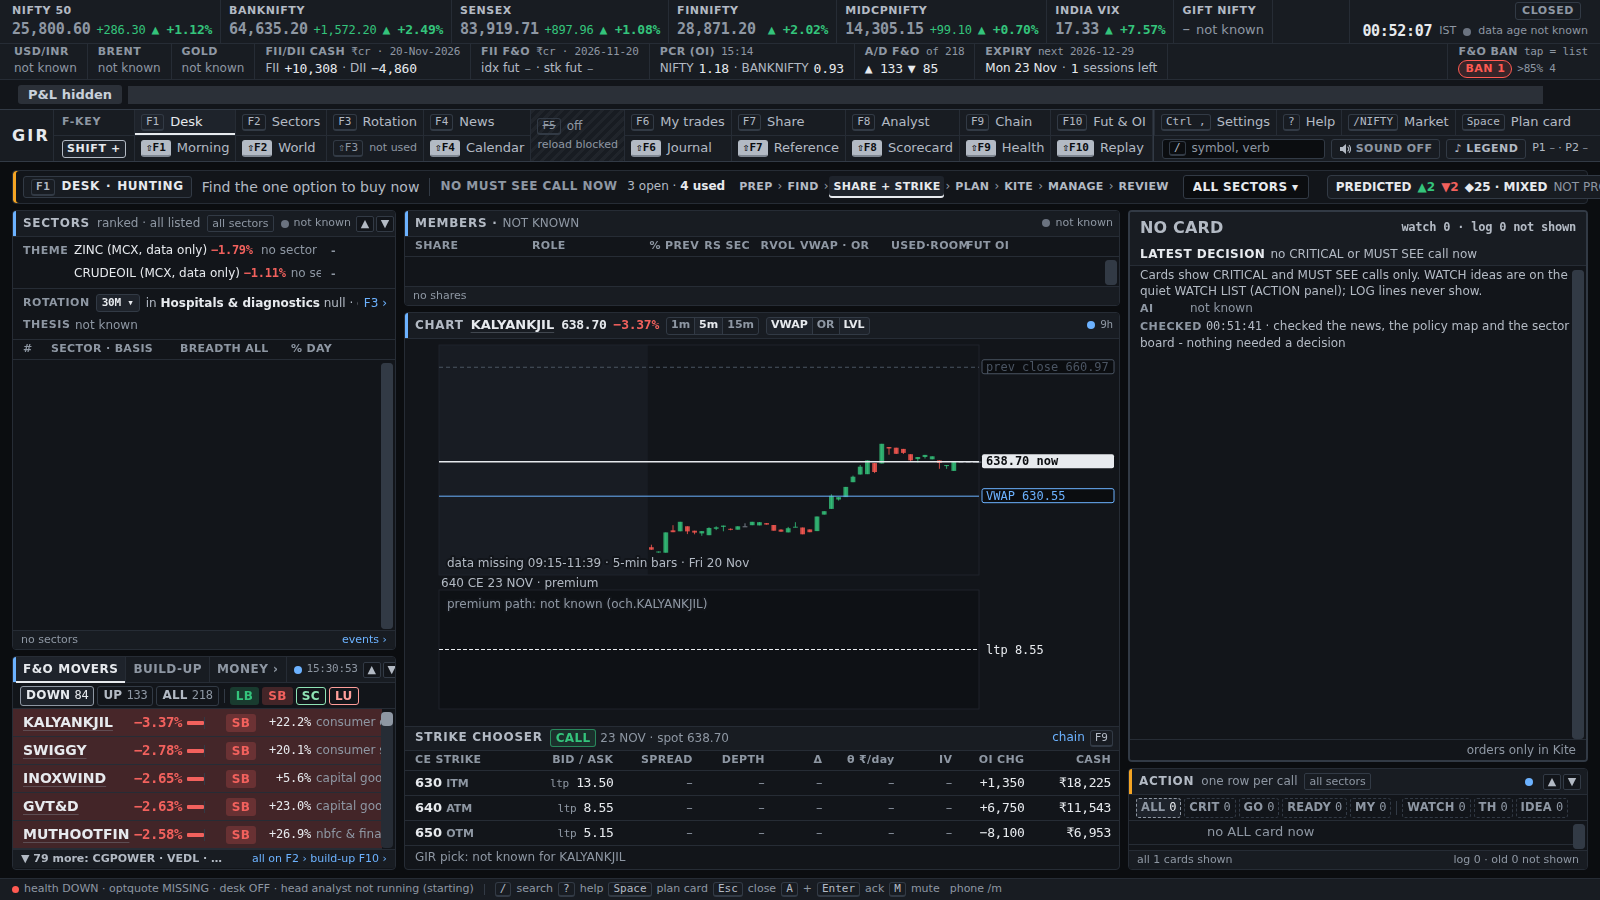 NIFTY 50 BANKNIFTY SENSEX FINNIFTY MIDCPNIFTY INDIA VIX GIFT NIFTY CLOSED
25,800.60 +286.30 ▲ +1.12% 64,635.20 +1,572.20 ▲ +2.49% 83,919.71 +897.96 ▲ +1.08% 28,871.20 ▲ +2.02% 14,305.15 +99.10 ▲ +0.70% 17.33 ▲ +7.57% – not known 00:52:07 IST data age not known
USD/INR BRENT GOLD FII/DII CASH ₹cr · 20-Nov-2026 FII F&O ₹cr · 2026-11-20 PCR (OI) 15:14 A/D F&O of 218 EXPIRY next 2026-12-29 F&O BAN tap = list
not known not known not known FII +10,308 · DII −4,860 idx fut – · stk fut – NIFTY 1.18 · BANKNIFTY 0.93 ▲ 133 ▼ 85 Mon 23 Nov · 1 sessions left BAN 1 >85% 4
P&L hidden
GIR F-KEY F1 Desk F2 Sectors F3 Rotation F4 News F5 off F6 My trades F7 Share F8 Analyst F9 Chain F10 Fut & OI Ctrl , Settings ? Help /NIFTY Market Space Plan card
SHIFT + ⇧F1 Morning ⇧F2 World ⇧F3 not used ⇧F4 Calendar reload blocked ⇧F6 Journal ⇧F7 Reference ⇧F8 Scorecard ⇧F9 Health ⇧F10 Replay / symbol, verb SOUND OFF ♪ LEGEND P1 – · P2 –
F1 DESK · HUNTING Find the one option to buy now NO MUST SEE CALL NOW 3 open · 4 used PREP › FIND › SHARE + STRIKE › PLAN › KITE › MANAGE › REVIEW ALL SECTORS ▾ PREDICTED ▲2 ▼2 ◆25 · MIXED NOT PR
SECTORS ranked · all listed all sectors not known ▲ ▼
THEME ZINC (MCX, data only) −1.79% no sector -
CRUDEOIL (MCX, data only) −1.11% no se -
ROTATION 30M ▾ in Hospitals & diagnostics null · F3 ›
THESIS not known
# SECTOR · BASIS BREADTH ALL % DAY
no sectors events ›
F&O MOVERS BUILD-UP MONEY › 15:30:53 ▲ ▼
DOWN 84 UP 133 ALL 218 LB SB SC LU
KALYANKJIL −3.37% SB +22.2% consumer
SWIGGY −2.78% SB +20.1% consumer s
INOXWIND −2.65% SB +5.6% capital goo
GVT&D −2.63% SB +23.0% capital goo
MUTHOOTFIN −2.58% SB +26.9% nbfc & fina
▼ 79 more: CGPOWER · VEDL · … all on F2 › build-up F10 ›
MEMBERS · NOT KNOWN not known
SHARE ROLE % PREV RS SEC RVOL VWAP · OR USED·ROOM FUT OI
no shares
CHART KALYANKJIL 638.70 −3.37% 1m 5m 15m VWAP OR LVL 9h
prev close 660.97
638.70 now
VWAP 630.55
data missing 09:15-11:39 · 5-min bars · Fri 20 Nov
640 CE 23 NOV · premium
premium path: not known (och.KALYANKJIL)
ltp 8.55
STRIKE CHOOSER CALL 23 NOV · spot 638.70 chain F9
CE STRIKE BID / ASK SPREAD DEPTH Δ θ ₹/day IV OI CHG CASH
630 ITM ltp 13.50 – – – – – +1,350 ₹18,225
640 ATM ltp 8.55 – – – – – +6,750 ₹11,543
650 OTM ltp 5.15 – – – – – −8,100 ₹6,953
GIR pick: not known for KALYANKJIL
NO CARD watch 0 · log 0 not shown
LATEST DECISION no CRITICAL or MUST SEE call now
Cards show CRITICAL and MUST SEE calls only. WATCH ideas are on the
quiet WATCH LIST (ACTION panel); LOG lines never show.
AI not known
CHECKED 00:51:41 · checked the news, the policy map and the sector
board - nothing needed a decision
orders only in Kite
ACTION one row per call all sectors ▲ ▼
ALL 0 CRIT 0 GO 0 READY 0 MY 0 WATCH 0 TH 0 IDEA 0
no ALL card now
all 1 cards shown log 0 · old 0 not shown
health DOWN · optquote MISSING · desk OFF · head analyst not running (starting) / search ? help Space plan card Esc close A + Enter ack M mute phone /m